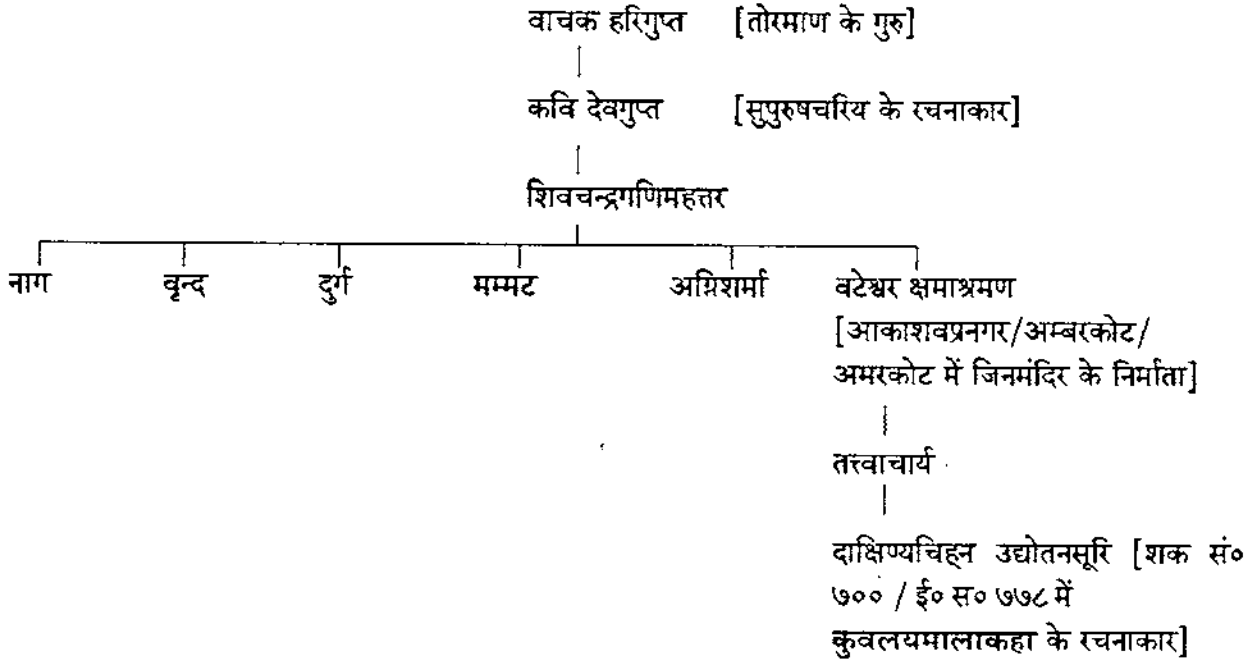 वाचक हरिगुप्त [तोरमाण के गुरु]
कवि देवगुप्त [सुपुरुषचरिय के रचनाकार]
शिवचन्द्रगणिमहत्तर
नाग वृन्द दुर्ग मम्मट अग्निशर्मा वटेश्वर क्षमाश्रमण
[आकाशवप्रनगर/अम्बरकोट/
अमरकोट में जिनमंदिर के निर्माता]
तत्त्वाचार्य
दाक्षिण्यचिह्न उद्योतनसूरि [शक सं०
७०० / ई० स० ७७८ में
कुवलयमालाकहा के रचनाकार]